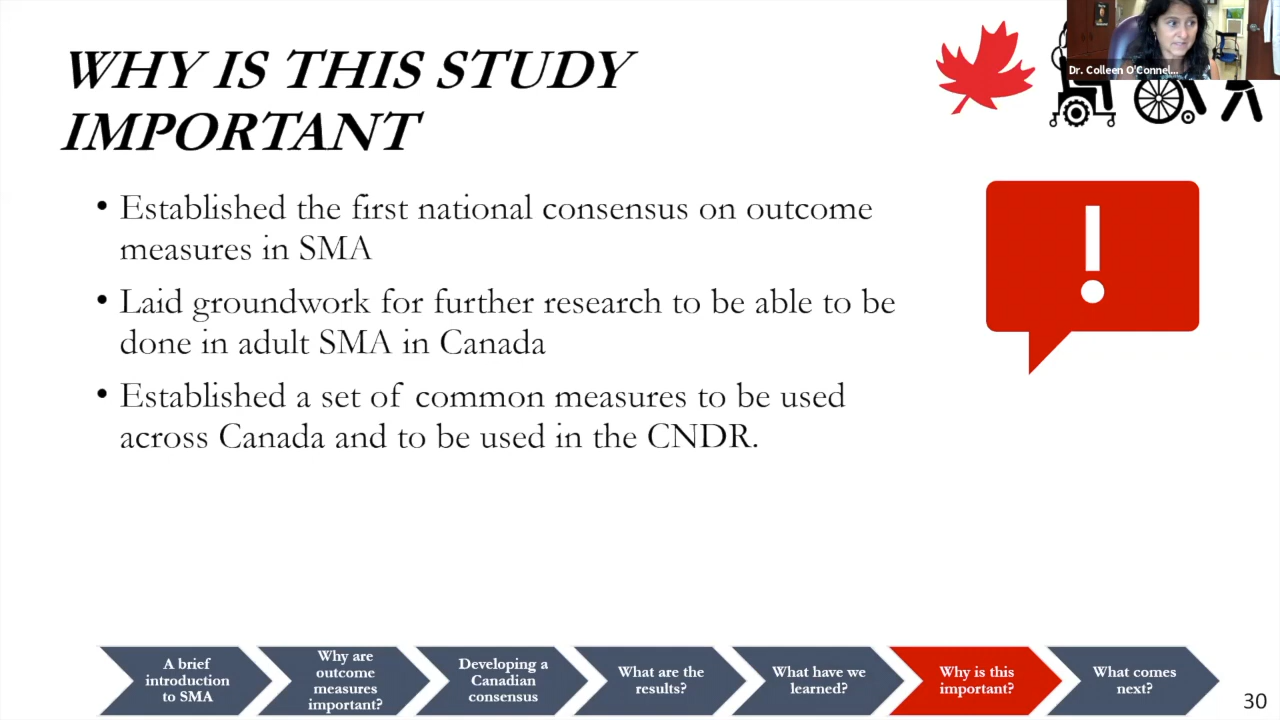 WHY IS THIS STUDY
IMPORTANT
Dr. Colleen O'Connel...
• Established the first national consensus on outcome
measures in SMA
• Laid groundwork for further research to be able to be
done in adult SMA in Canada
• Established a set of common measures to be used
across Canada and to be used in the CNDR.
!
A brief
introduction
to SMA
Why are
outcome
measures
important?
Developing a
Canadian
consensus
What are the
results?
What have we
learned?
Why is this
important?
What comes
next?
30